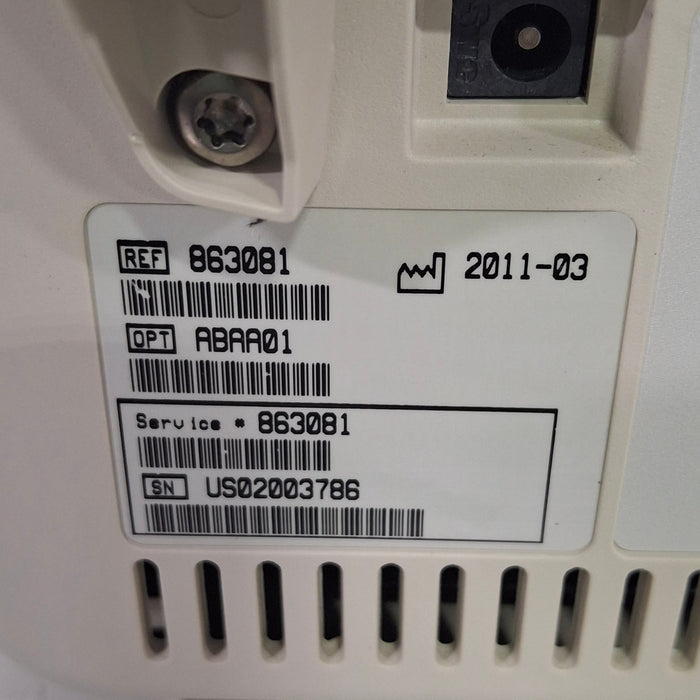 REF 863081
2011-03
OPT ABAA01
Service # 863081
SN US02003786